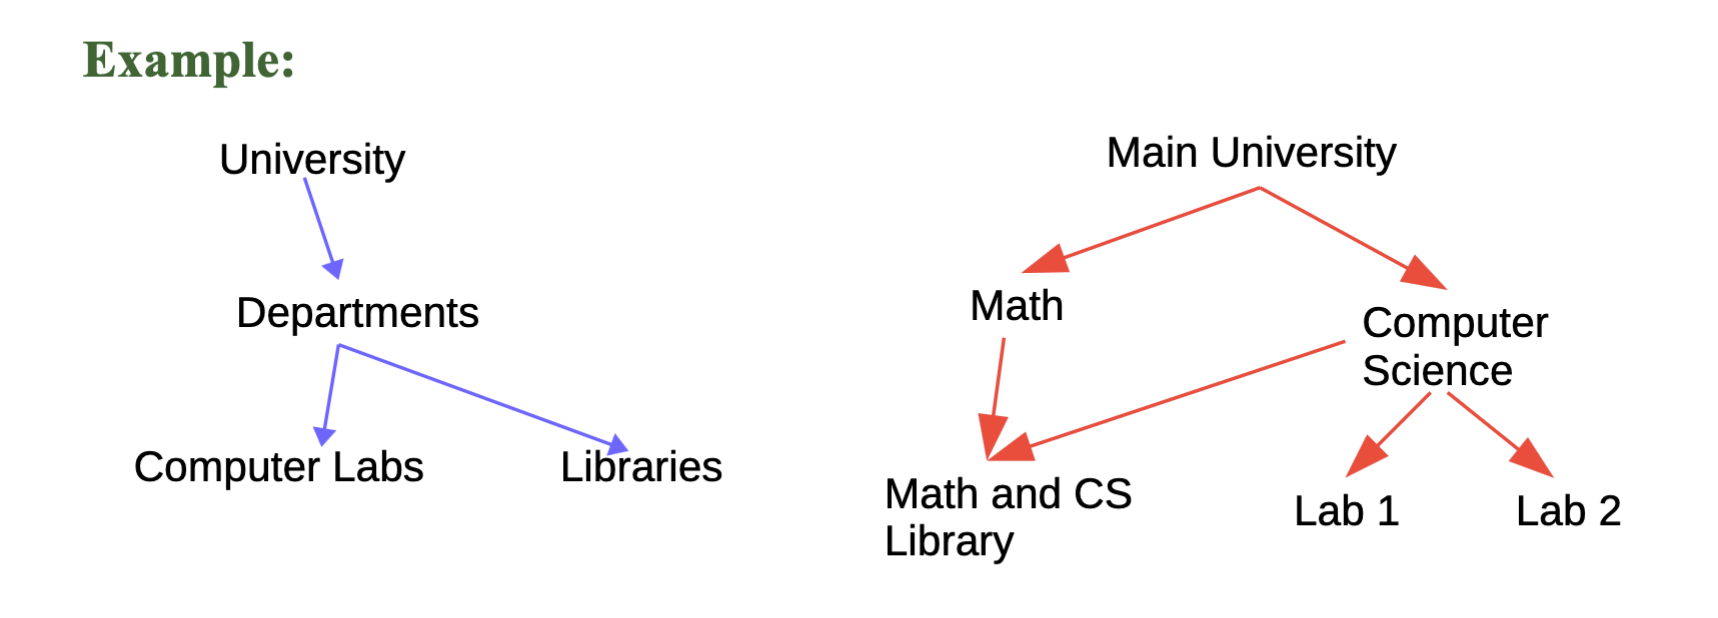 Example:
University
Departments
Computer Labs
Libraries
Main University
Math
Computer
Science
Math and CS
Library
Lab 1
Lab 2